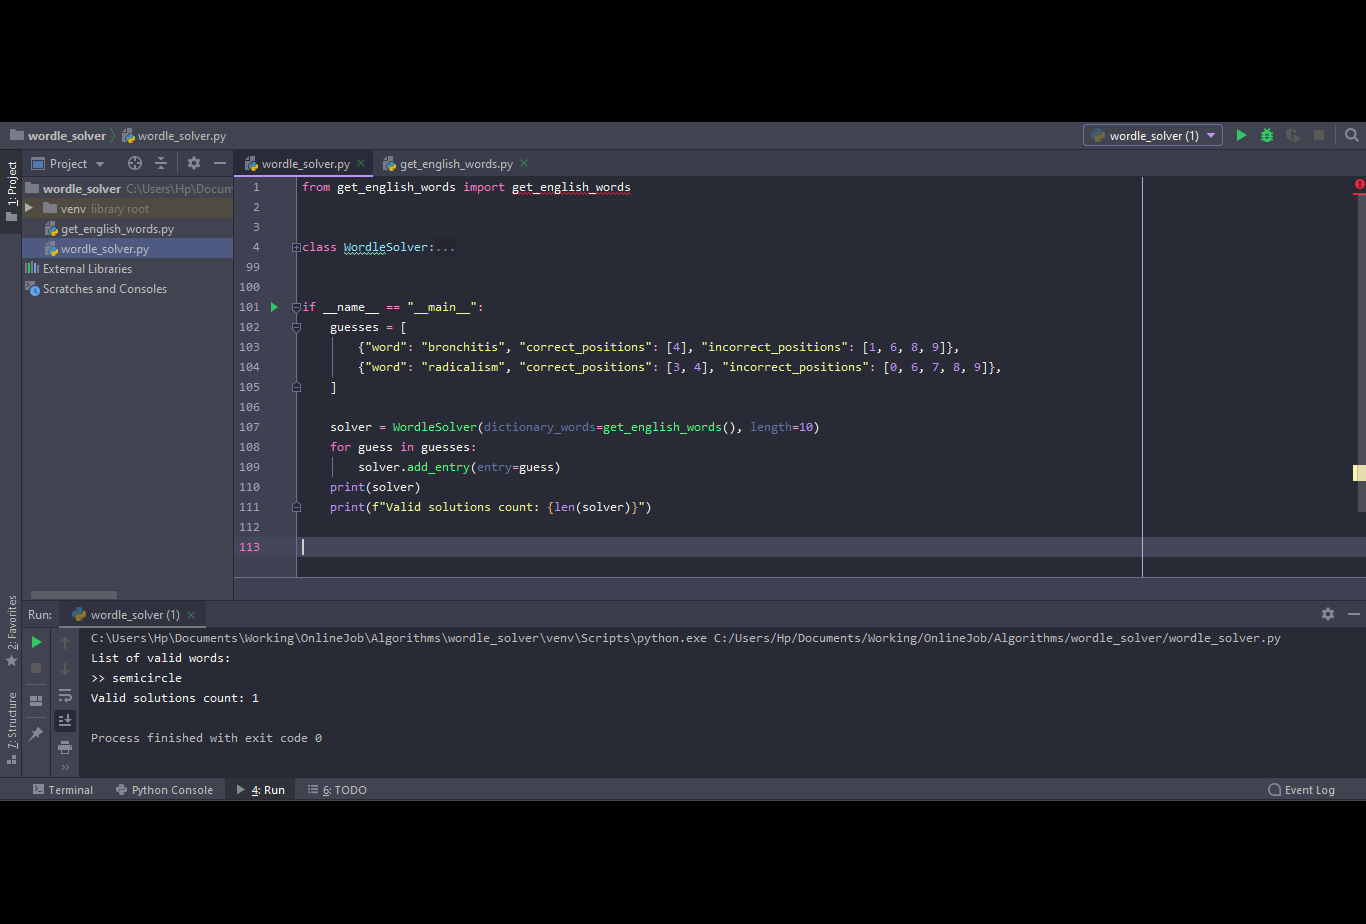 wordle_solver wordle_solver.py
wordle_solver (1)
1: Project
Project
wordle_solver.py
get_english_words.py
wordle_solver C:\Users\Hp\Docum
venv library root
get_english_words.py
wordle_solver.py
External Libraries
Scratches and Consoles
1 from get_english_words import get_english_words
2
3
4 class WordleSolver:...
99
100
101 if __name__ == "__main__":
102 guesses = [
103 {"word": "bronchitis", "correct_positions": [4], "incorrect_positions": [1, 6, 8, 9]},
104 {"word": "radicalism", "correct_positions": [3, 4], "incorrect_positions": [0, 6, 7, 8, 9]},
105 ]
106
107 solver = WordleSolver(dictionary_words=get_english_words(), length=10)
108 for guess in guesses:
109 solver.add_entry(entry=guess)
110 print(solver)
111 print(f"Valid solutions count: {len(solver)}")
112
113
2: Favorites
7: Structure
Run: wordle_solver (1)
C:\Users\Hp\Documents\Working\OnlineJob\Algorithms\wordle_solver\venv\Scripts\python.exe C:/Users/Hp/Documents/Working/OnlineJob/Algorithms/wordle_solver/wordle_solver.py
List of valid words:
>> semicircle
Valid solutions count: 1
Process finished with exit code 0
Terminal Python Console 4: Run 6: TODO Event Log